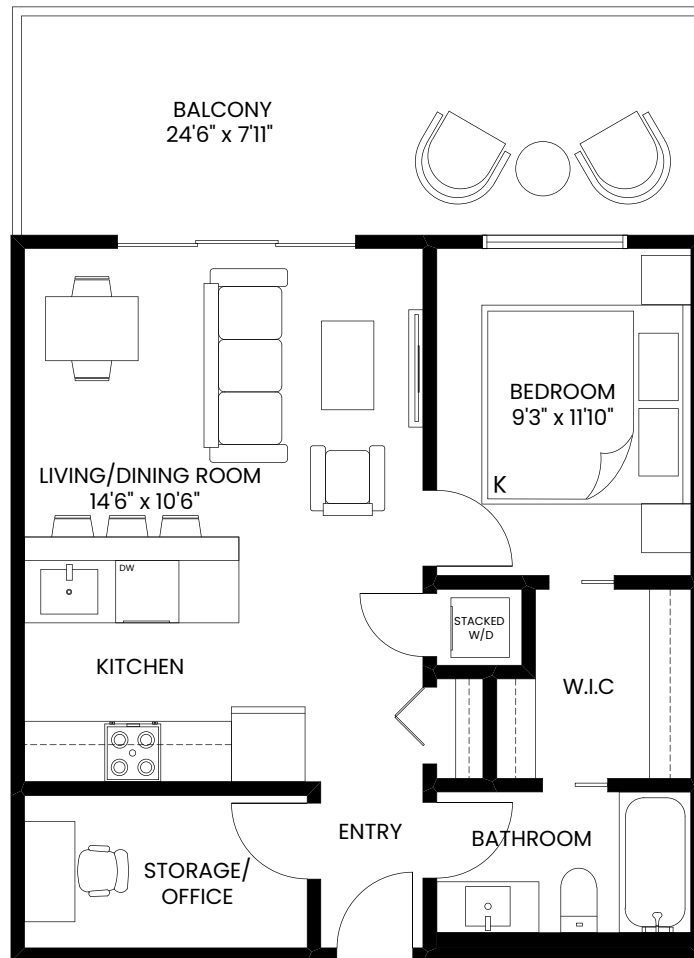 BALCONY
24'6" x 7'11"
BEDROOM
9'3" x 11'10"
K
LIVING/DINING ROOM
14'6" x 10'6"
DW
STACKED
W/D
KITCHEN
W.I.C
ENTRY
BATHROOM
STORAGE/
OFFICE